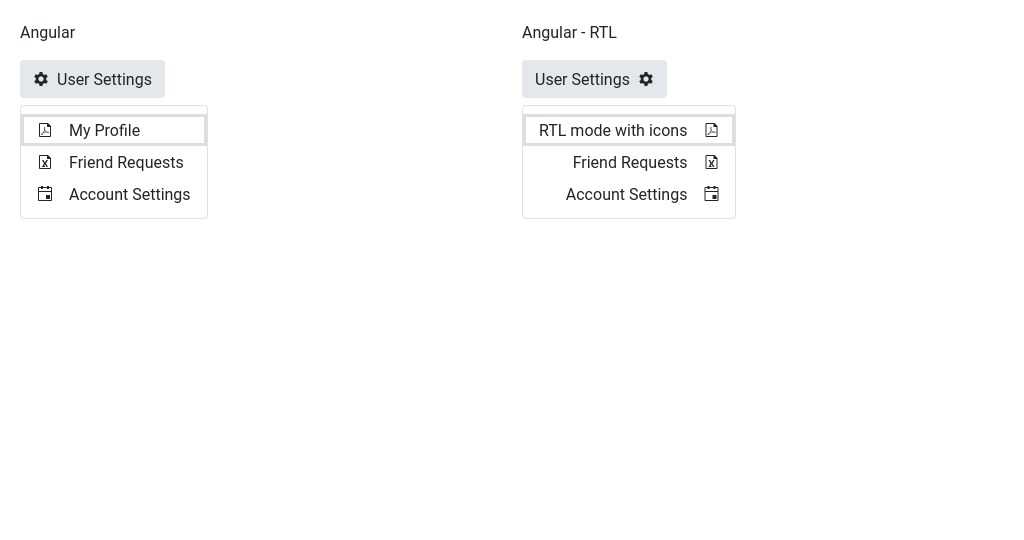 Angular
User Settings
My Profile
Friend Requests
Account Settings
Angular - RTL
User Settings
RTL mode with icons
Friend Requests
Account Settings